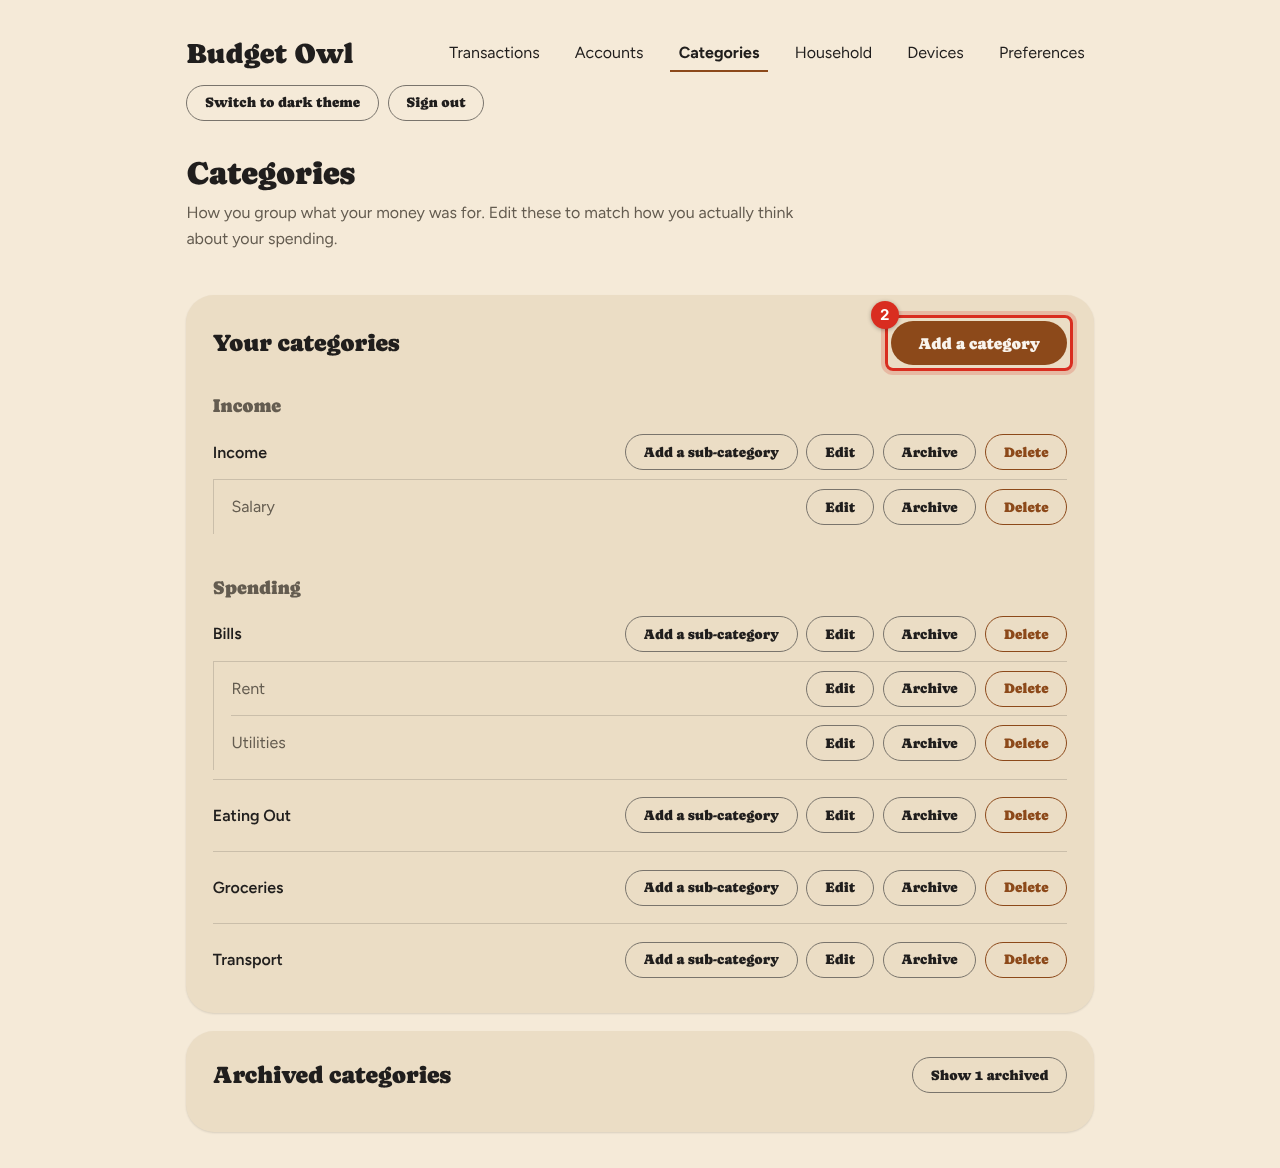 Budget Owl
Transactions
Accounts
Categories
Household
Devices
Preferences
Switch to dark theme
Sign out
Categories
How you group what your money was for. Edit these to match how you actually think
about your spending.
Your categories
2
Add a category
Income
Income
Add a sub-category
Edit
Archive
Delete
Salary
Edit
Archive
Delete
Spending
Bills
Add a sub-category
Edit
Archive
Delete
Rent
Edit
Archive
Delete
Utilities
Edit
Archive
Delete
Eating Out
Add a sub-category
Edit
Archive
Delete
Groceries
Add a sub-category
Edit
Archive
Delete
Transport
Add a sub-category
Edit
Archive
Delete
Archived categories
Show 1 archived